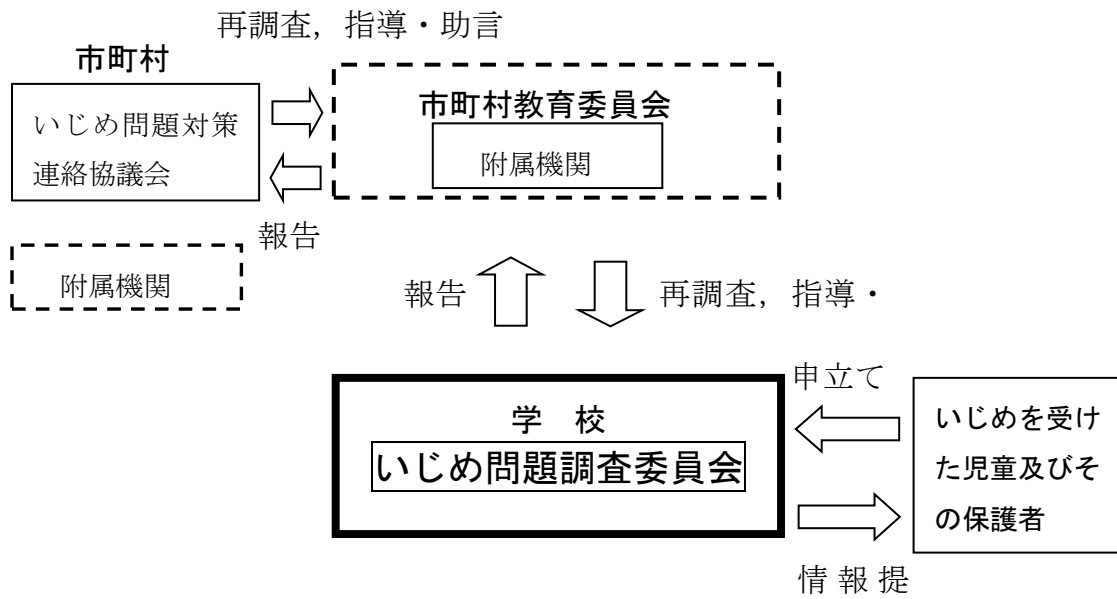 再調査，指導・助言
市町村
いじめ問題対策
連絡協議会
市町村教育委員会
附属機関
報告
附属機関
報告
再調査，指導・
学　校
いじめ問題調査委員会
申立て
いじめを受け
た児童及びそ
の保護者
情 報 提